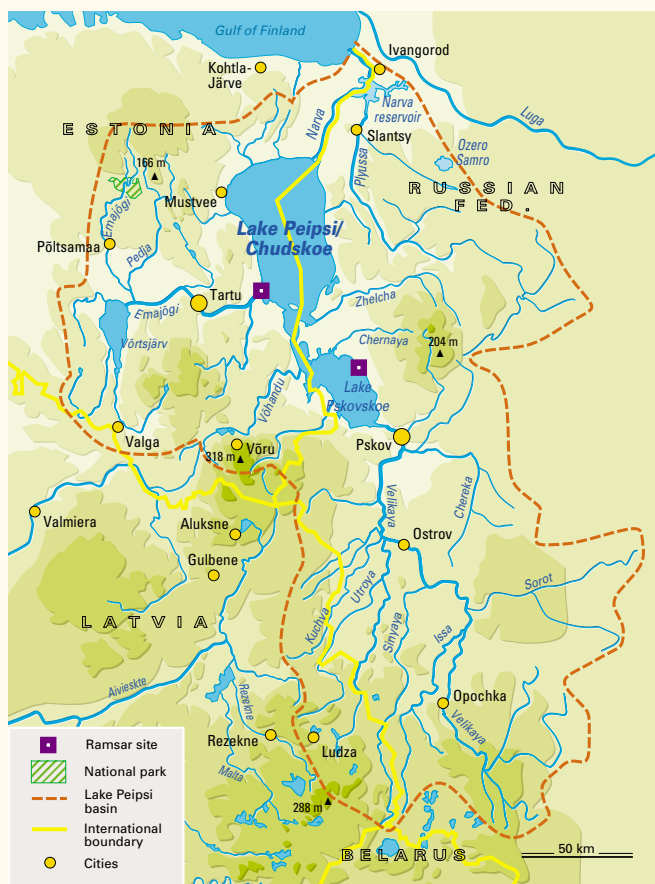 Gulf of Finland
Ivangorod
Kohtla-
Järve
Narva
Narva
reservoir
Luga
ESTONIA
Slantsy
Plyussa
Ozero
Samro
166 m
RUSSIAN
FED.
Mustvee
Emajõgi
Lake Peipsi/
Chudskoe
Põltsamaa
Pedja
Tartu
Zhelcha
Emajõgi
Võrtsjärv
Chernaya
204 m
Võhandu
Lake
Pskovskoe
Valga
Võru
318 m
Pskov
Velikaya
Chereka
Valmiera
Aluksne
Ostrov
Gulbene
Utroya
Sorot
Kuchva
Sinyaya
Issa
LATVIA
Aiviekste
Rezekne
Opochka
Velikaya
Rezekne
Ludza
Malta
288 m
BELARUS
Ramsar site
National park
Lake Peipsi
basin
International
boundary
Cities
50 km